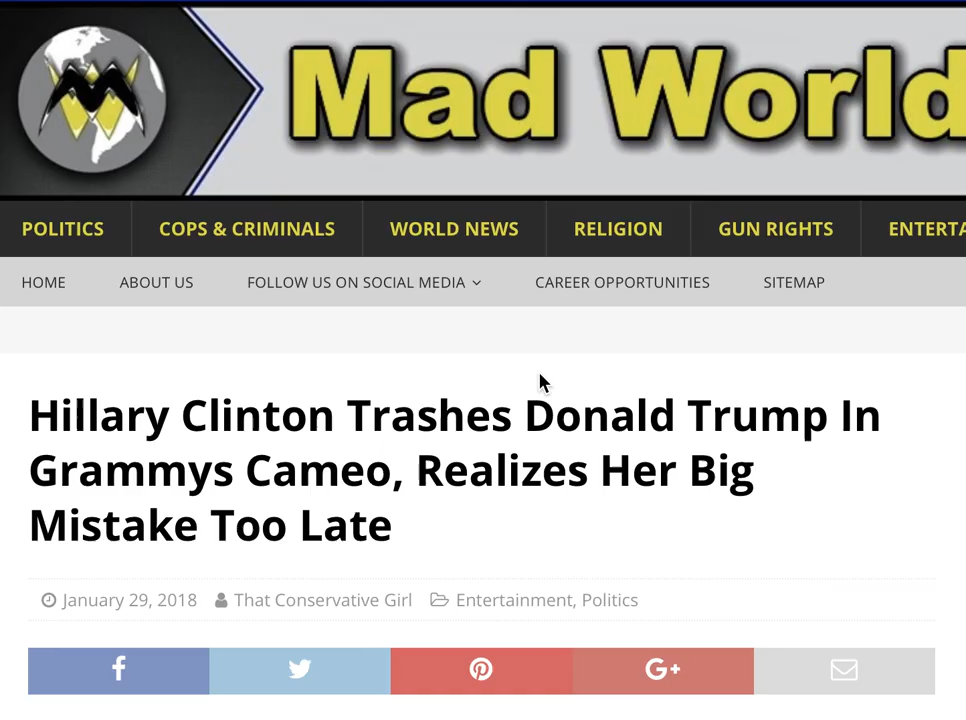 Mad World
POLITICS COPS & CRIMINALS WORLD NEWS RELIGION GUN RIGHTS ENTERTA
HOME ABOUT US FOLLOW US ON SOCIAL MEDIA CAREER OPPORTUNITIES SITEMAP
Hillary Clinton Trashes Donald Trump In
Grammys Cameo, Realizes Her Big
Mistake Too Late
January 29, 2018 That Conservative Girl Entertainment, Politics
f G+